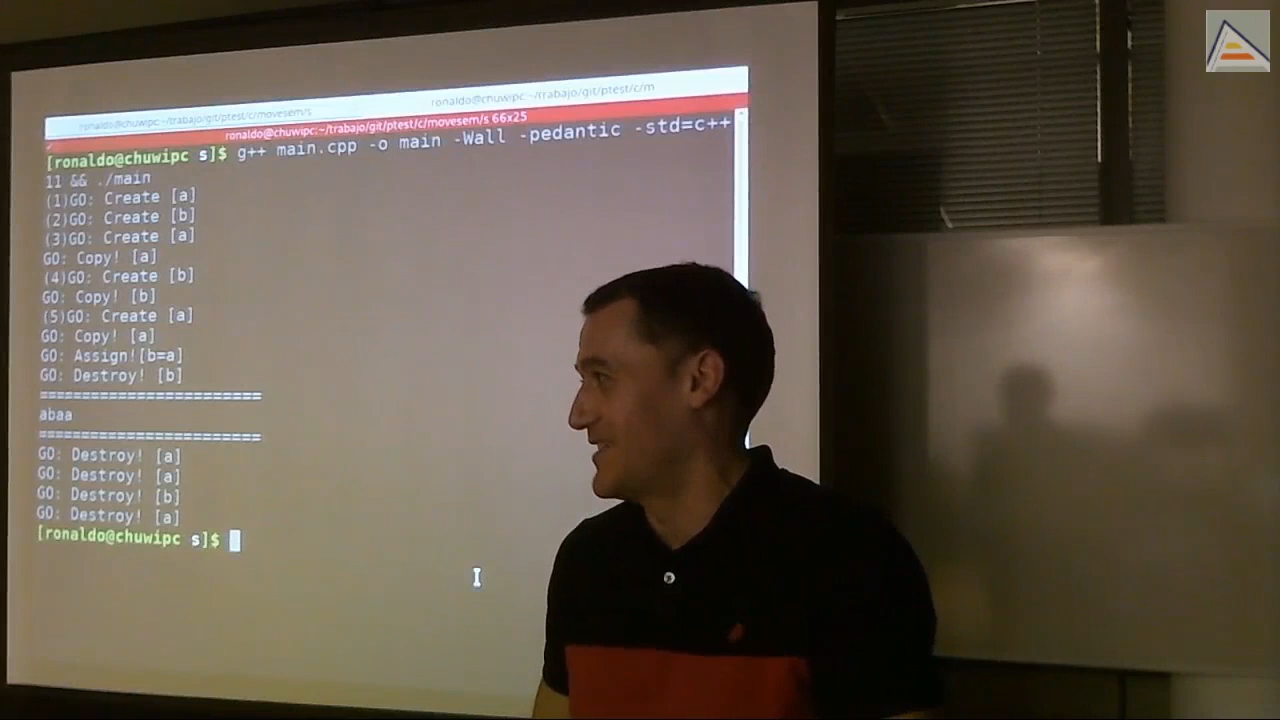 ronaldo@chuwipc:~/trabajo/git/ptest/c/movesem/s
ronaldo@chuwipc:~/trabajo/git/ptest/c/m
ronaldo@chuwipc:~/trabajo/git/ptest/c/movesem/s 66x25
[ronaldo@chuwipc s]$ g++ main.cpp -o main -Wall -pedantic -std=c++
11 && ./main
(1)GO: Create [a]
(2)GO: Create [b]
(3)GO: Create [a]
GO: Copy! [a]
(4)GO: Create [b]
GO: Copy! [b]
(5)GO: Create [a]
GO: Copy! [a]
GO: Assign![b=a]
GO: Destroy! [b]
========================
abaa
========================
GO: Destroy! [a]
GO: Destroy! [a]
GO: Destroy! [b]
GO: Destroy! [a]
[ronaldo@chuwipc s]$